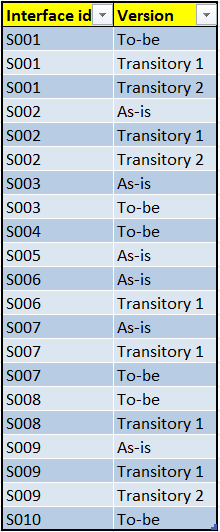 Interface id Version
S001 To-be
S001 Transitory 1
S001 Transitory 2
S002 As-is
S002 Transitory 1
S002 Transitory 2
S003 As-is
S003 To-be
S004 To-be
S005 As-is
S006 As-is
S006 Transitory 1
S007 As-is
S007 Transitory 1
S007 To-be
S008 To-be
S008 Transitory 1
S009 As-is
S009 Transitory 1
S009 Transitory 2
S010 To-be